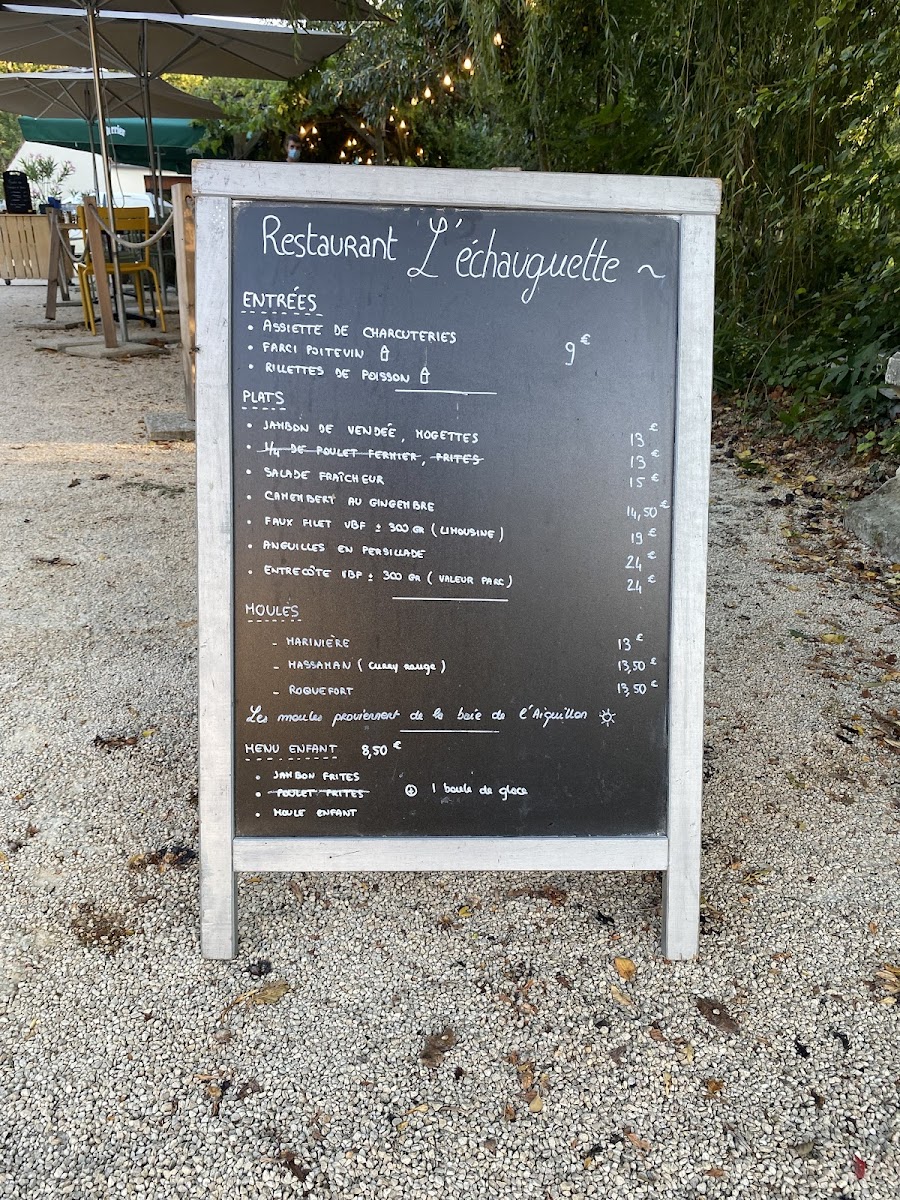 Restaurant L'échauguette ~
ENTRÉES
• ASSIETTE DE CHARCUTERIES
• FARCI POITEVIN 9€
• RILLETTES DE POISSON
PLATS
• JAMBON DE VENDÉE, MOGETTES 13€
• 1/4 DE POULET FERMIER, FRITES 13€
• SALADE FRAÎCHEUR 15€
• CAMEMBERT AU GINGEMBRE 14,50€
• FAUX FILET VBF ± 300 GR (LIMOUSINE) 19€
• ANGUILLES EN PERSILLADE 24€
• ENTRECÔTE VBF ± 300 GR (VALEUR PARC) 24€
MOULES
- MARINIÈRE 13€
- MASSAMAN (curry rouge) 13,50€
- ROQUEFORT 13,50€
Les moules proviennent de la baie de l'Aiguillon
MENU ENFANT 8,50€
• JAMBON FRITES
• POULET FRITES ⊕ 1 boule de glace
• MOULE ENFANT